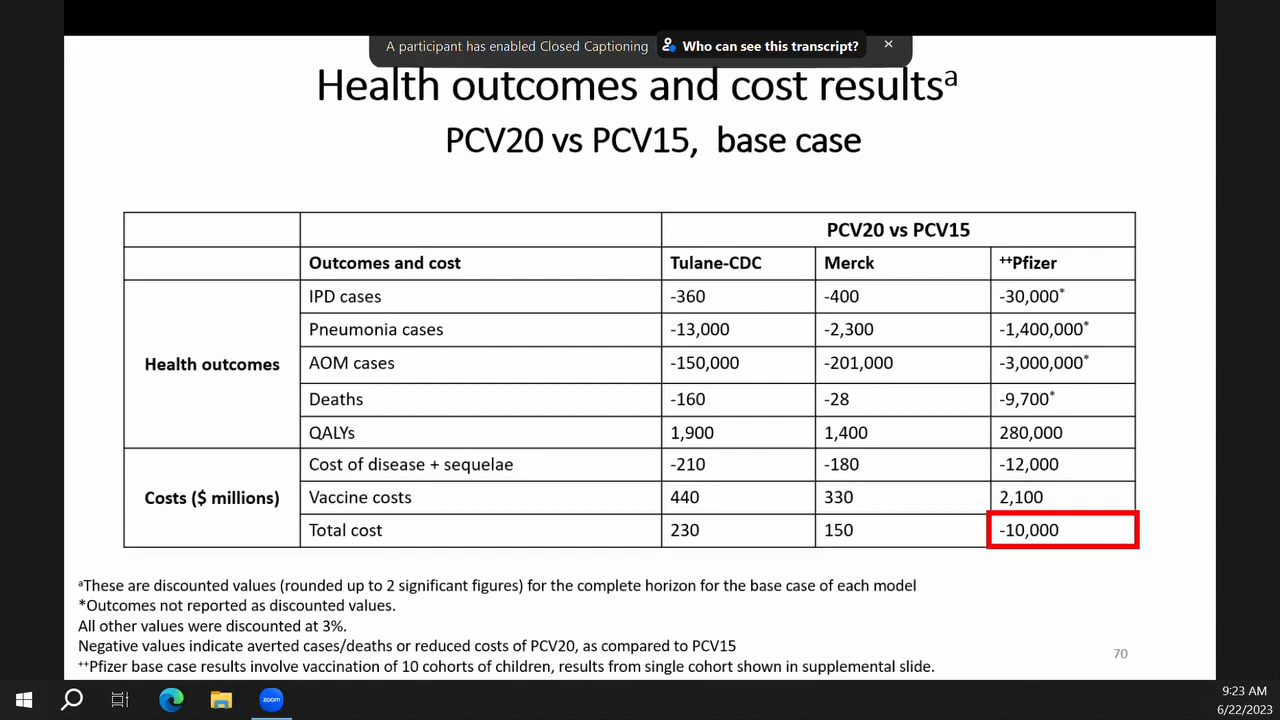 A participant has enabled Closed Captioning Who can see this transcript? ×
Health outcomes and cost resultsᵃ
PCV20 vs PCV15, base case
PCV20 vs PCV15
Outcomes and cost Tulane-CDC Merck ++Pfizer
Health outcomes
IPD cases -360 -400 -30,000*
Pneumonia cases -13,000 -2,300 -1,400,000*
AOM cases -150,000 -201,000 -3,000,000*
Deaths -160 -28 -9,700*
QALYs 1,900 1,400 280,000
Costs ($ millions)
Cost of disease + sequelae -210 -180 -12,000
Vaccine costs 440 330 2,100
Total cost 230 150 -10,000
ᵃThese are discounted values (rounded up to 2 significant figures) for the complete horizon for the base case of each model
*Outcomes not reported as discounted values.
All other values were discounted at 3%.
Negative values indicate averted cases/deaths or reduced costs of PCV20, as compared to PCV15
++Pfizer base case results involve vaccination of 10 cohorts of children, results from single cohort shown in supplemental slide.
70
zoom
9:23 AM
6/22/2023